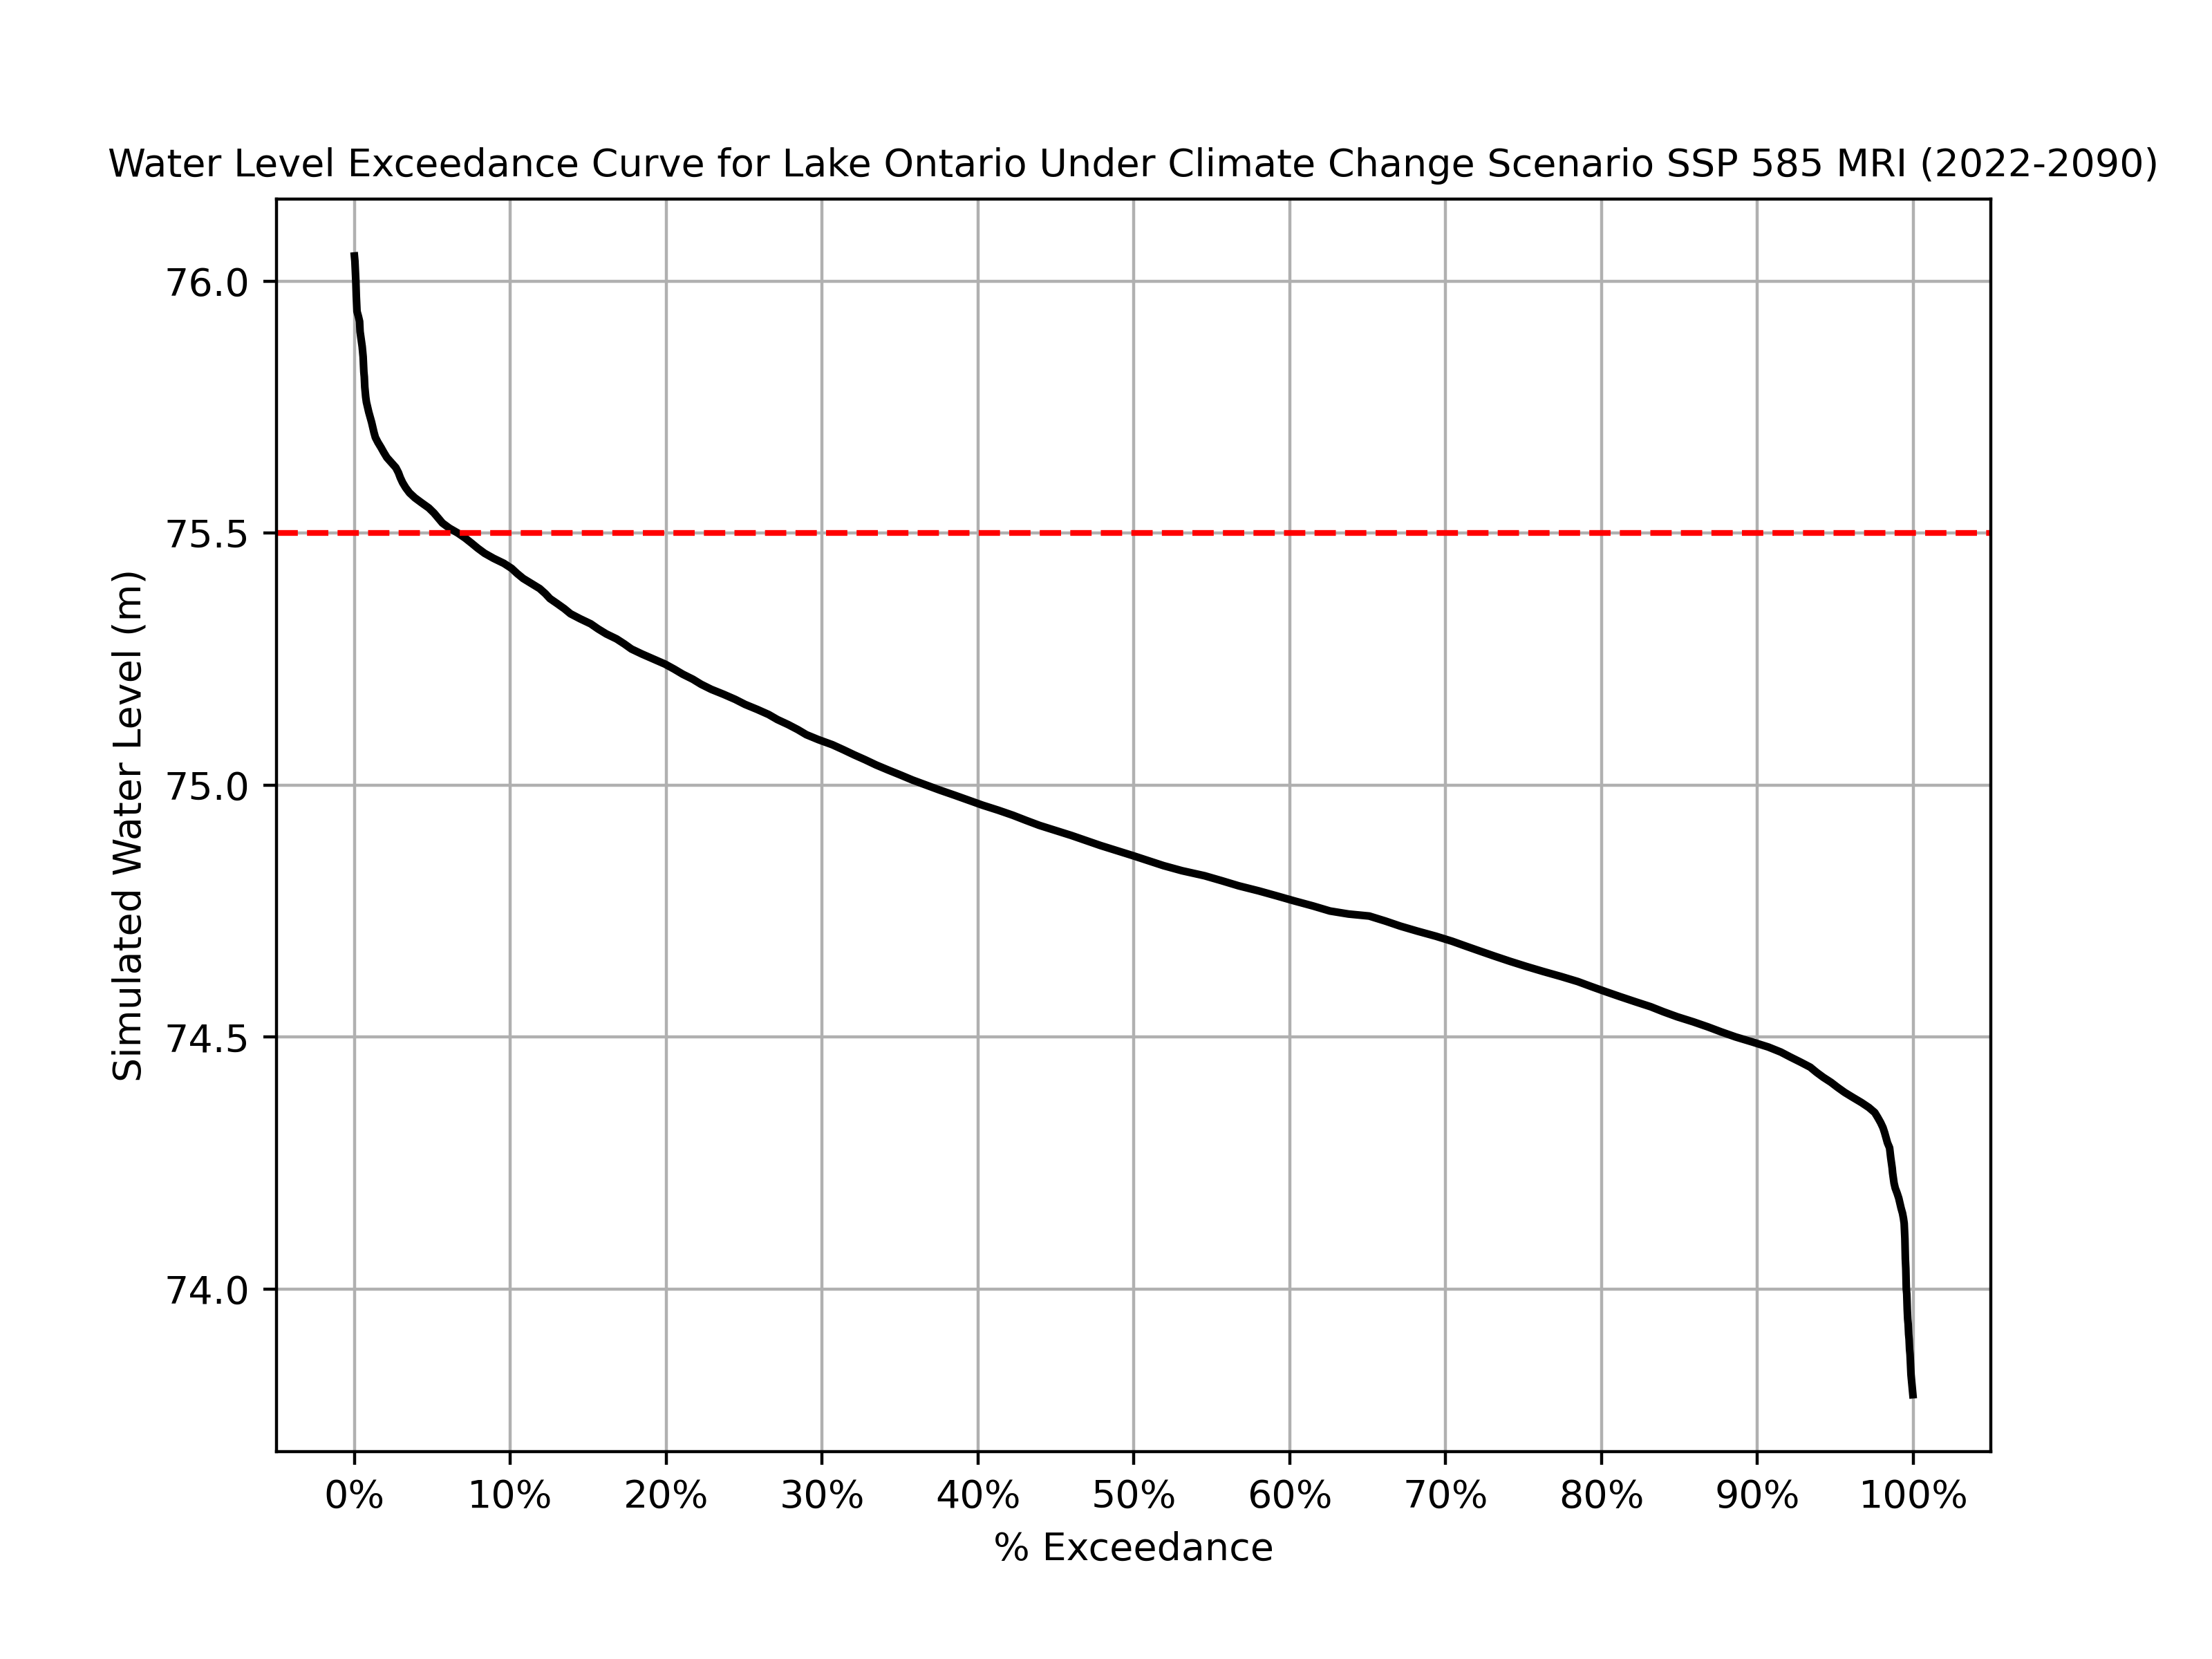 Water Level Exceedance Curve for Lake Ontario Under Climate Change Scenario SSP 585 MRI (2022-2090)
Simulated Water Level (m)
76.0
75.5
75.0
74.5
74.0
0% 10% 20% 30% 40% 50% 60% 70% 80% 90% 100%
% Exceedance